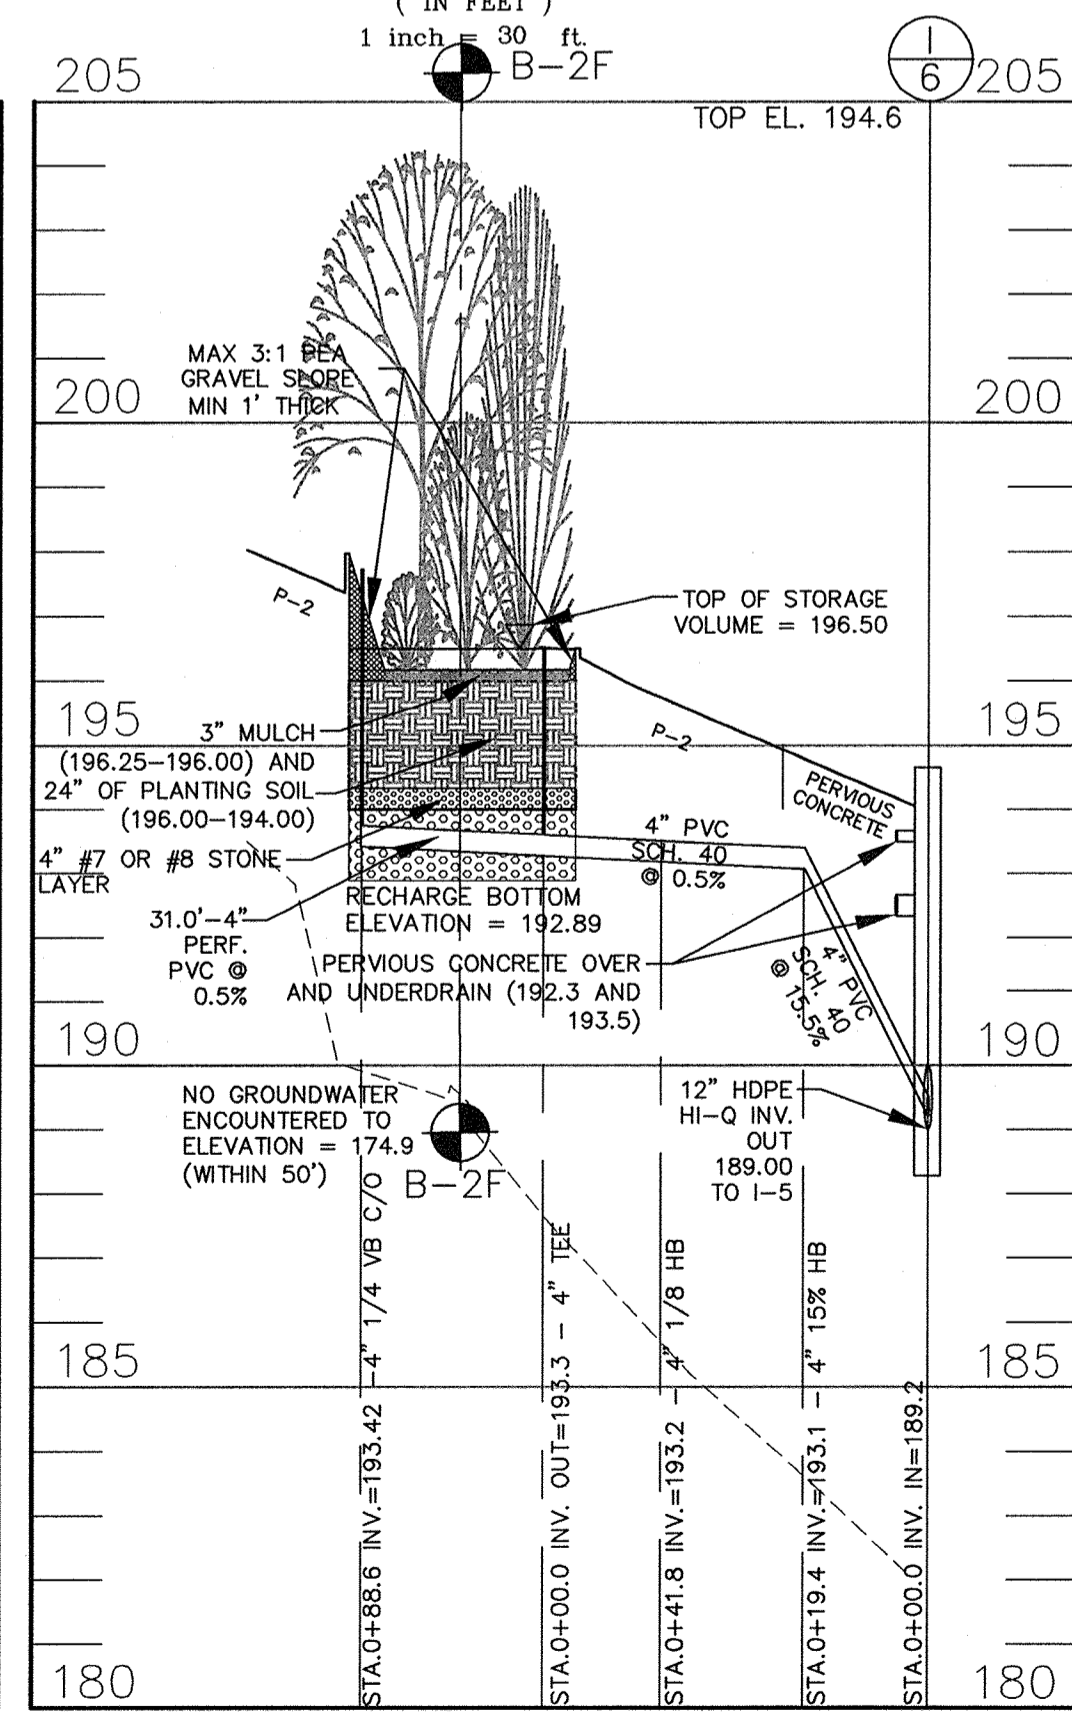 ( IN FEET )
1 inch = 30 ft.
B-2F
1
6
205
205
TOP EL. 194.6
MAX 3:1 PEA
GRAVEL SLOPE
MIN 1' THICK
200
200
P-2
TOP OF STORAGE
VOLUME = 196.50
195
195
3" MULCH
(196.25-196.00) AND
24" OF PLANTING SOIL
(196.00-194.00)
P-2
PERVIOUS
CONCRETE
4" #7 OR #8 STONE
LAYER
4" PVC
SCH. 40
@ 0.5%
31.0'-4"
PERF.
PVC @
0.5%
RECHARGE BOTTOM
ELEVATION = 192.89
PERVIOUS CONCRETE OVER
AND UNDERDRAIN (192.3 AND
193.5)
4" PVC
SCH. 40
@ 15.5%
190
190
NO GROUNDWATER
ENCOUNTERED TO
ELEVATION = 174.9
(WITHIN 50')
B-2F
12" HDPE
HI-Q INV.
OUT
189.00
TO I-5
185
185
STA.0+88.6 INV.=193.42 -4" 1/4 VB C/O
STA.0+00.0 INV. OUT=193.3 - 4" TEE
STA.0+41.8 INV.=193.2 - 4" 1/8 HB
STA.0+19.4 INV.=193.1 - 4" 15% HB
STA.0+00.0 INV. IN=189.2
180
180